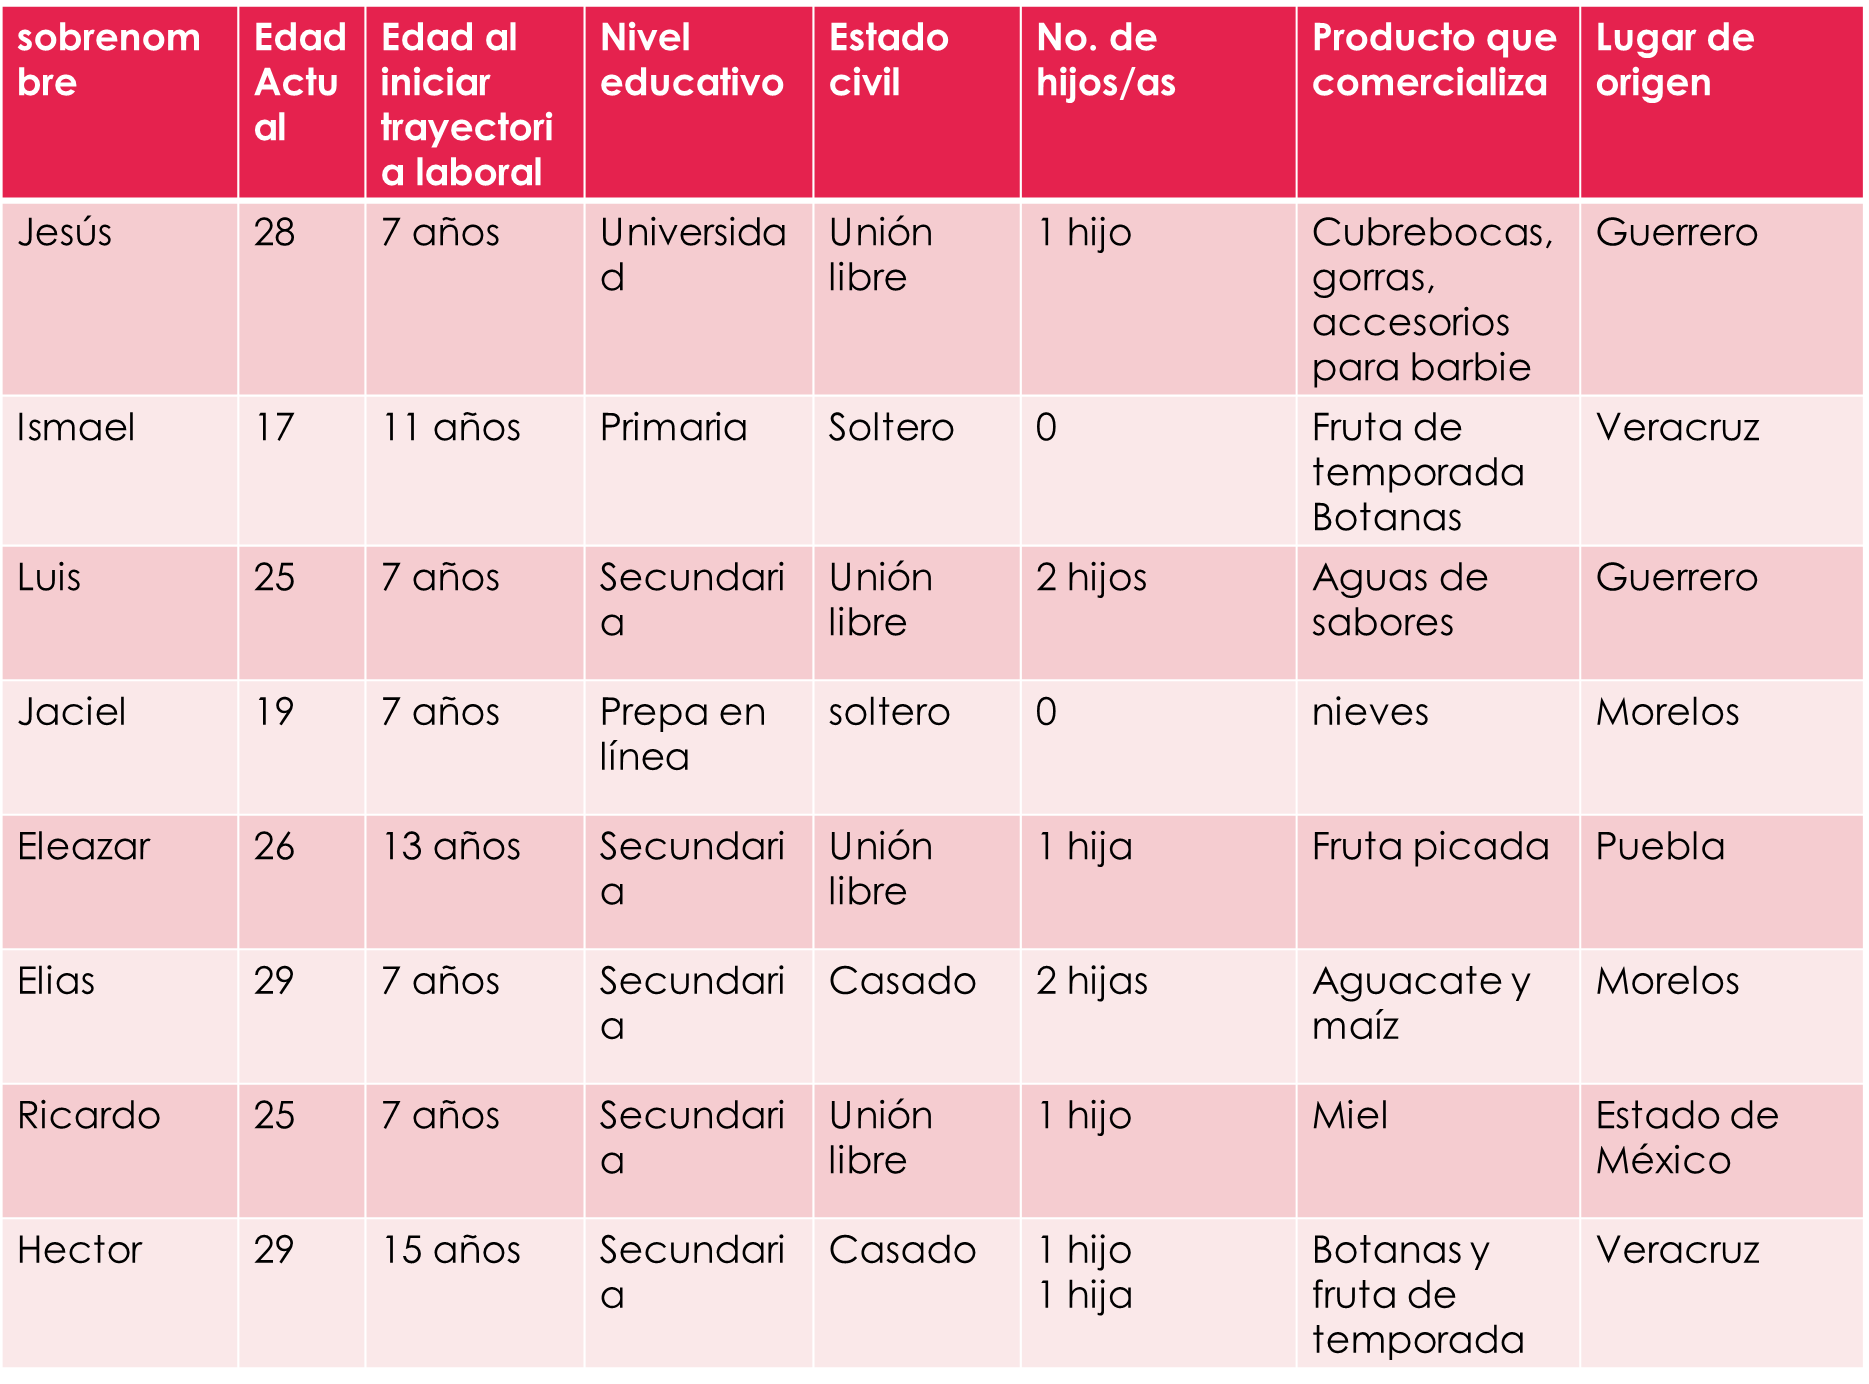 sobrenom
bre
Edad
Actu
al
Edad al
iniciar
trayectori
a laboral
Nivel
educativo
Estado
civil
No. de
hijos/as
Producto que
comercializa
Lugar de
origen
Jesús
28
7 años
Universida
d
Unión
libre
1 hijo
Cubrebocas,
gorras,
accesorios
para barbie
Guerrero
Ismael
17
11 años
Primaria
Soltero
0
Fruta de
temporada
Botanas
Veracruz
Luis
25
7 años
Secundari
a
Unión
libre
2 hijos
Aguas de
sabores
Guerrero
Jaciel
19
7 años
Prepa en
línea
soltero
0
nieves
Morelos
Eleazar
26
13 años
Secundari
a
Unión
libre
1 hija
Fruta picada
Puebla
Elias
29
7 años
Secundari
a
Casado
2 hijas
Aguacate y
maíz
Morelos
Ricardo
25
7 años
Secundari
a
Unión
libre
1 hijo
Miel
Estado de
México
Hector
29
15 años
Secundari
a
Casado
1 hijo
1 hija
Botanas y
fruta de
temporada
Veracruz